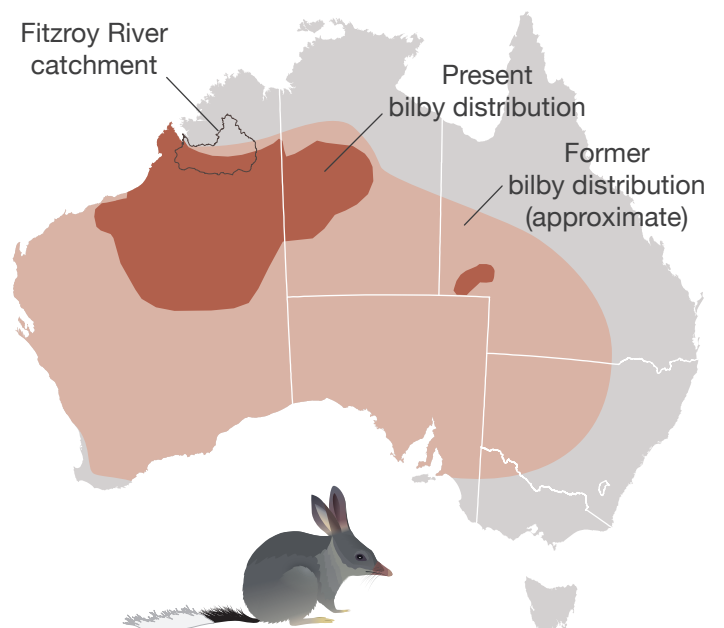 Fitzroy River
catchment
Present
bilby distribution
Former
bilby distribution
(approximate)